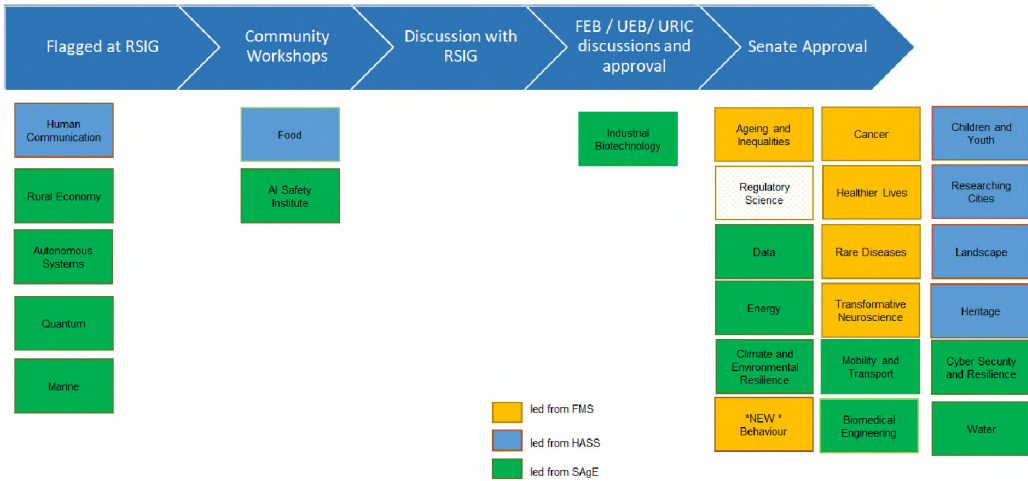 Flagged at RSIG
Community
Workshops
Discussion with
RSIG
FEB / UEB/ URIC
discussions and
approval
Senate Approval
Human
Communication
Rural Economy
Autonomous
Systems
Quantum
Marine
Food
AI Safety
Institute
Industrial
Biotechnology
Ageing and
Inequalities
Regulatory
Science
Data
Energy
Climate and
Environmental
Resilience
*NEW *
Behaviour
Cancer
Healthier Lives
Rare Diseases
Transformative
Neuroscience
Mobility and
Transport
Biomedical
Engineering
Children and
Youth
Researching
Cities
Landscape
Heritage
Cyber Security
and Resilience
Water
led from FMS
led from HASS
led from SAgE